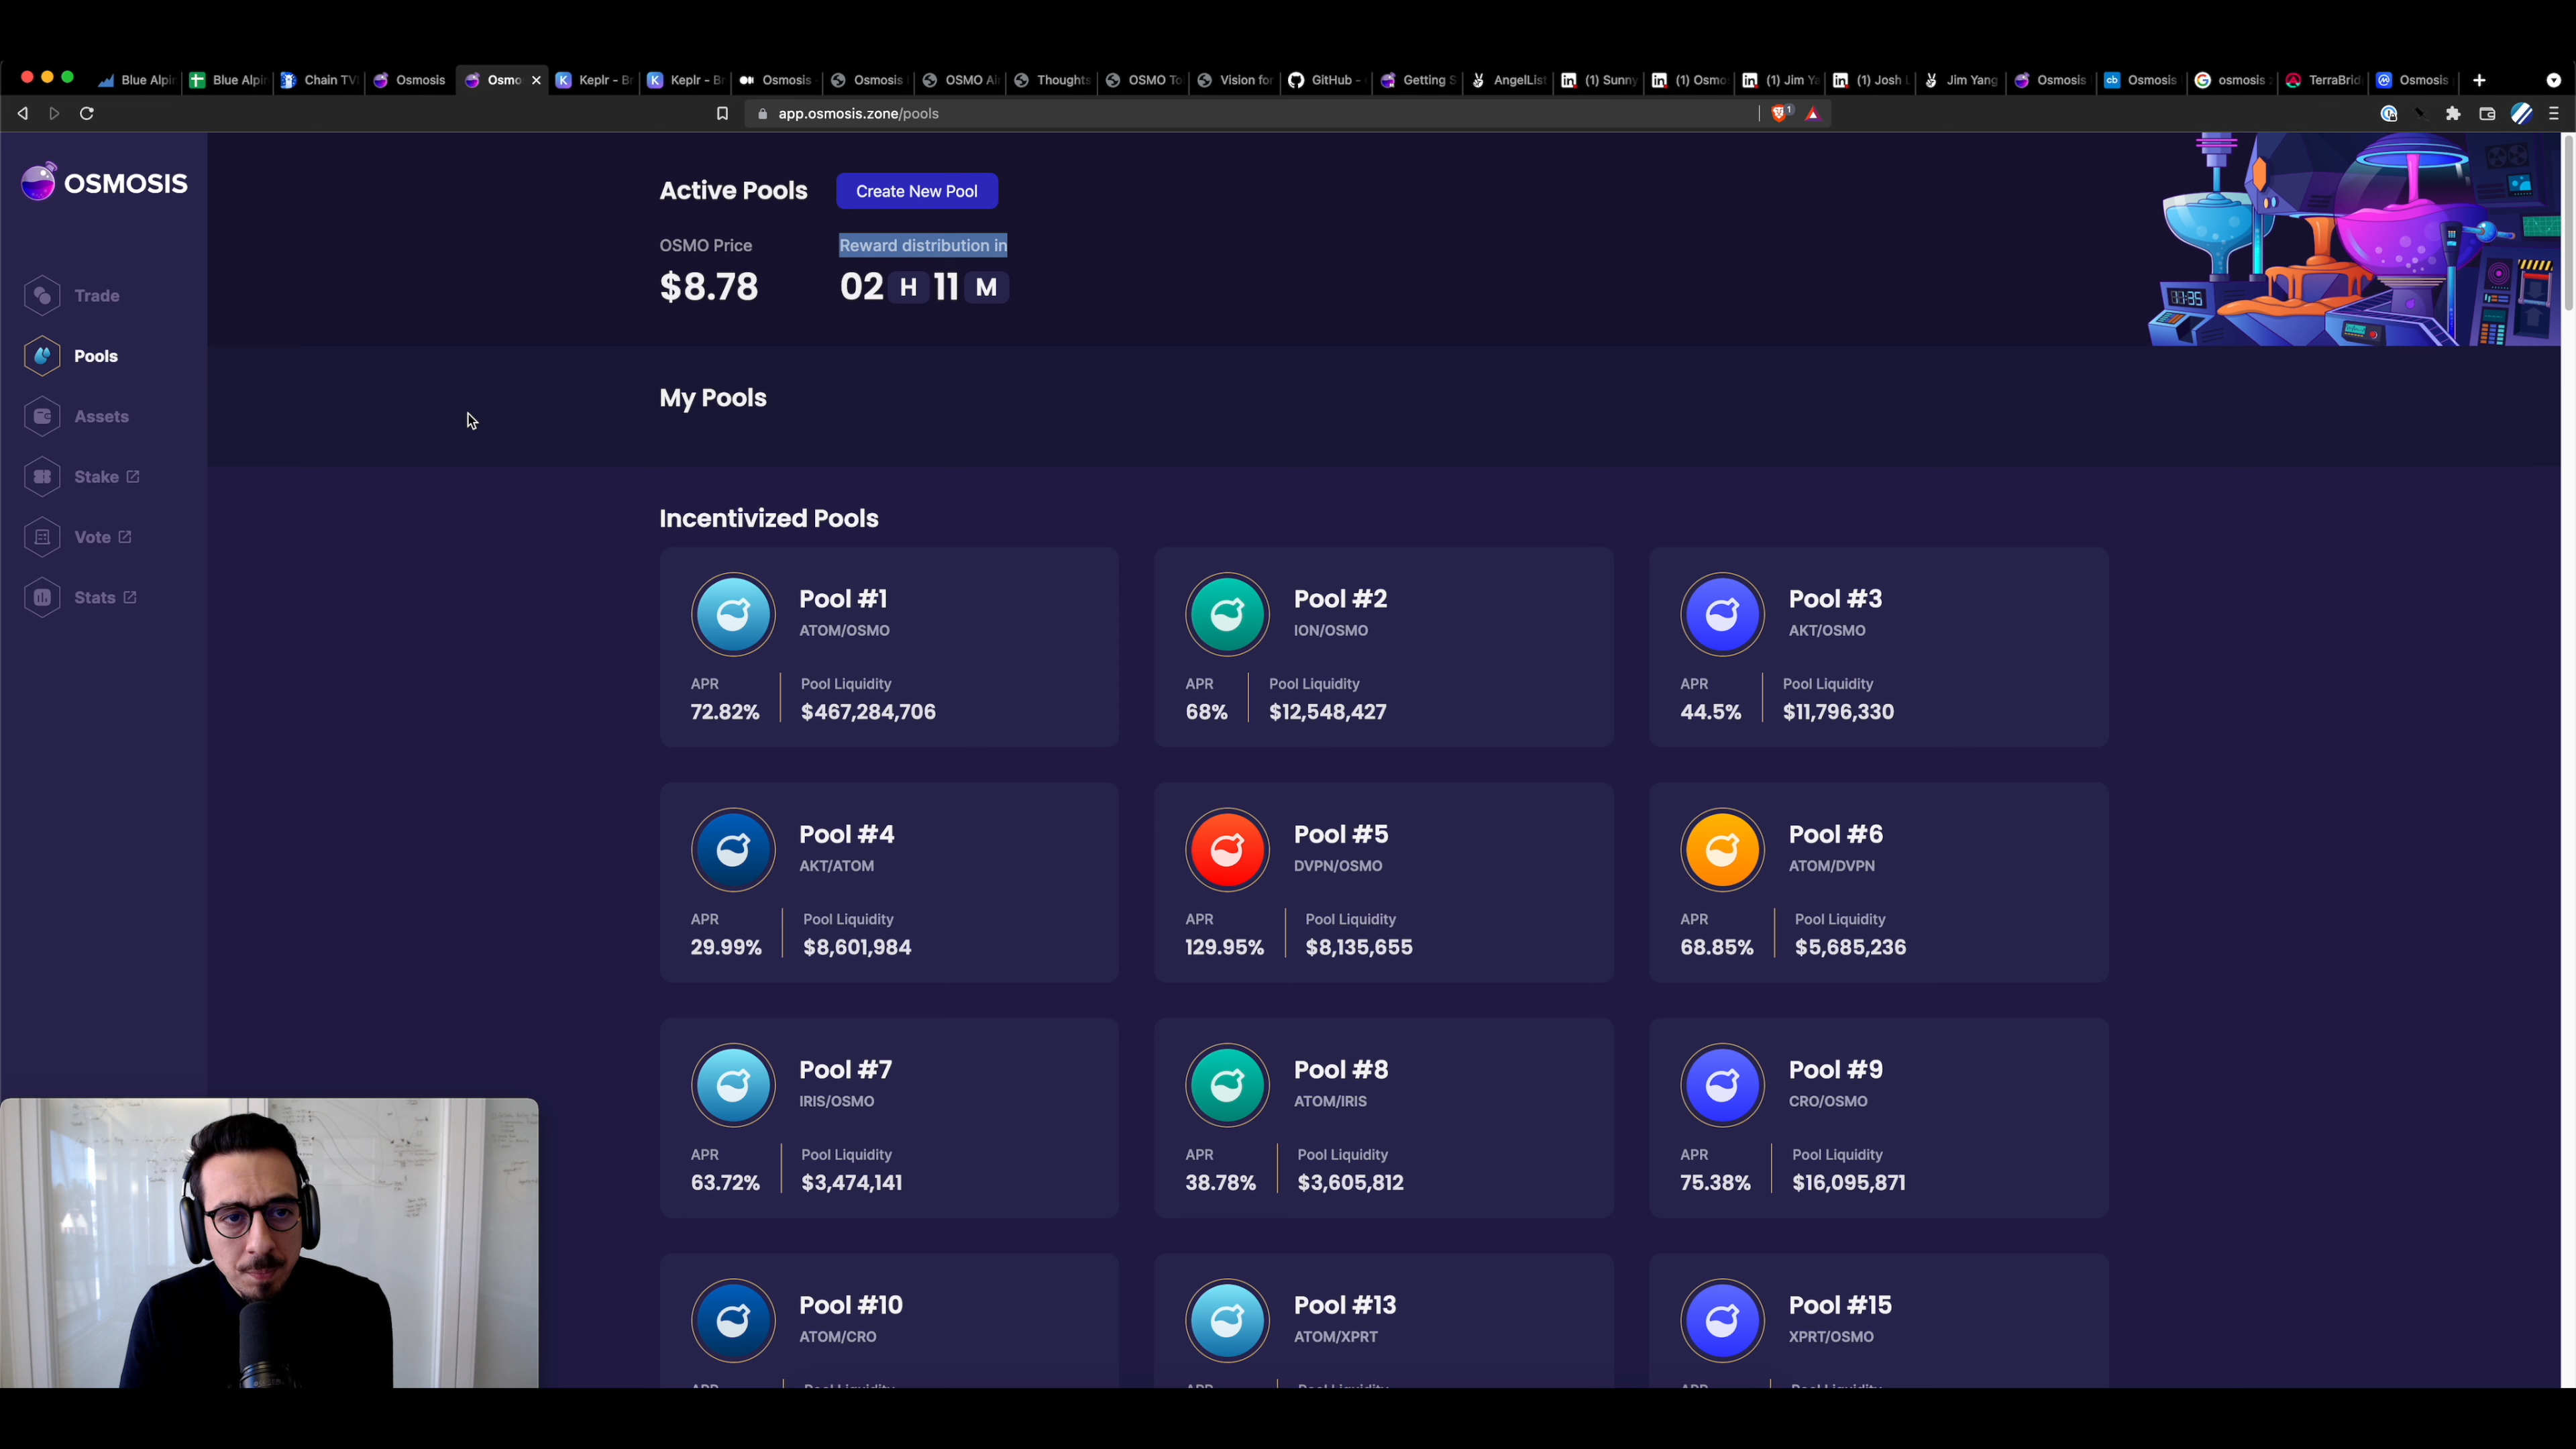 Blue Alpi
Blue Alpi
Chain TV
Osmosis
Osmo
Keplr - Br
Keplr - Br
Osmosis
Osmosis
OSMO Ai
Thoughts
OSMO To
Vision for
GitHub -
Getting S
AngelList
(1) Sunny
(1) Osmo
(1) Jim Ya
(1) Josh L
Jim Yang
Osmosis
Osmosis
osmosis z
TerraBrid
Osmosis
app.osmosis.zone/pools
OSMOSIS
Trade
Pools
Assets
Stake
Vote
Stats
Active Pools
Create New Pool
OSMO Price
Reward distribution in
$8.78
02 H 11 M
11:35
My Pools
Incentivized Pools
Pool #1
ATOM/OSMO
APR
Pool Liquidity
72.82%
$467,284,706
Pool #2
ION/OSMO
APR
Pool Liquidity
68%
$12,548,427
Pool #3
AKT/OSMO
APR
Pool Liquidity
44.5%
$11,796,330
Pool #4
AKT/ATOM
APR
Pool Liquidity
29.99%
$8,601,984
Pool #5
DVPN/OSMO
APR
Pool Liquidity
129.95%
$8,135,655
Pool #6
ATOM/DVPN
APR
Pool Liquidity
68.85%
$5,685,236
Pool #7
IRIS/OSMO
APR
Pool Liquidity
63.72%
$3,474,141
Pool #8
ATOM/IRIS
APR
Pool Liquidity
38.78%
$3,605,812
Pool #9
CRO/OSMO
APR
Pool Liquidity
75.38%
$16,095,871
Pool #10
ATOM/CRO
Pool #13
ATOM/XPRT
Pool #15
XPRT/OSMO